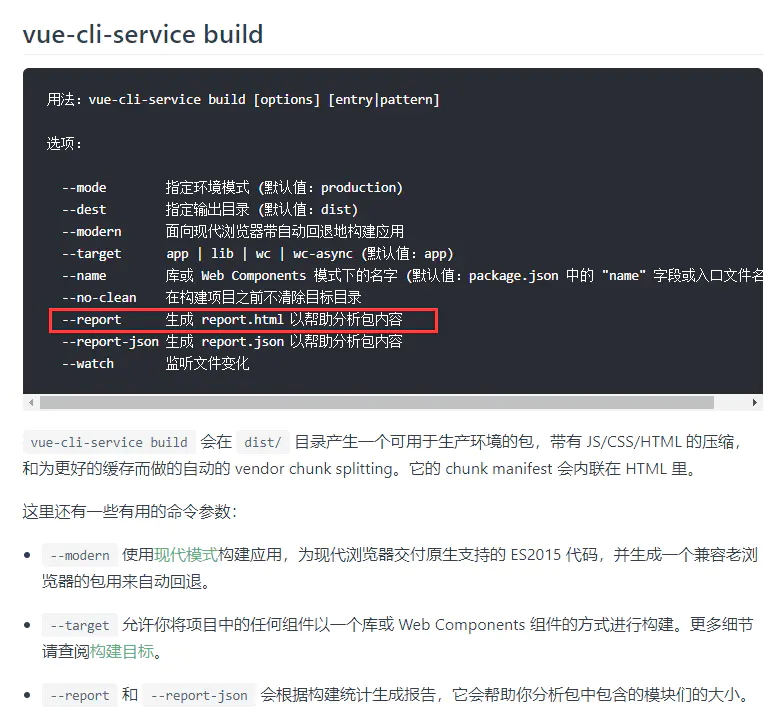 vue-cli-service build
用法：vue-cli-service build [options] [entry|pattern]
选项：
--mode 指定环境模式 (默认值：production)
--dest 指定输出目录 (默认值：dist)
--modern 面向现代浏览器带自动回退地构建应用
--target app | lib | wc | wc-async (默认值：app)
--name 库或 Web Components 模式下的名字 (默认值：package.json 中的 "name" 字段或入口文件名
--no-clean 在构建项目之前不清除目标目录
--report 生成 report.html 以帮助分析包内容
--report-json 生成 report.json 以帮助分析包内容
--watch 监听文件变化
vue-cli-service build 会在 dist/ 目录产生一个可用于生产环境的包，带有 JS/CSS/HTML 的压缩，
和为更好的缓存而做的自动的 vendor chunk splitting。它的 chunk manifest 会内联在 HTML 里。
这里还有一些有用的命令参数：
• --modern 使用现代模式构建应用，为现代浏览器交付原生支持的 ES2015 代码，并生成一个兼容老浏
览器的包用来自动回退。
• --target 允许你将项目中的任何组件以一个库或 Web Components 组件的方式进行构建。更多细节
请查阅构建目标。
• --report 和 --report-json 会根据构建统计生成报告，它会帮助你分析包中包含的模块们的大小。